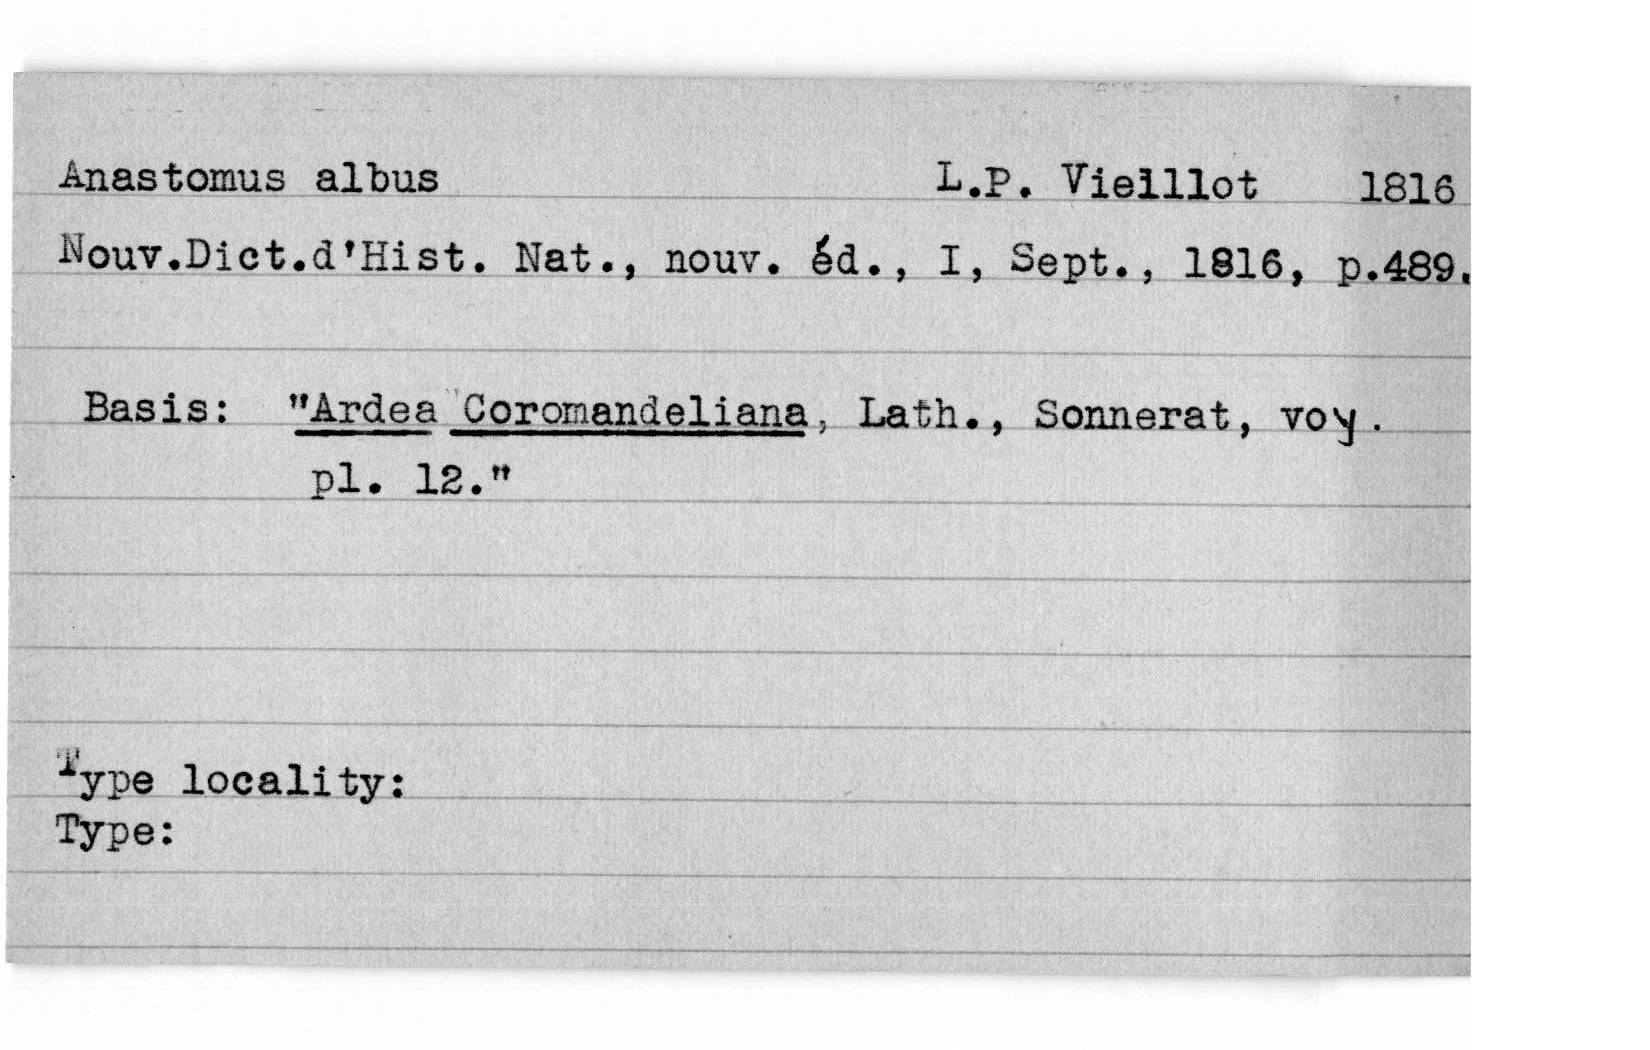 Anastomus albus L.P. Vieillot 1816
Nouv.Dict.d'Hist. Nat., nouv. éd., I, Sept., 1816, p.489.
Basis: "Ardea Coromandeliana, Lath., Sonnerat, voy.
pl. 12."
Type locality:
Type: